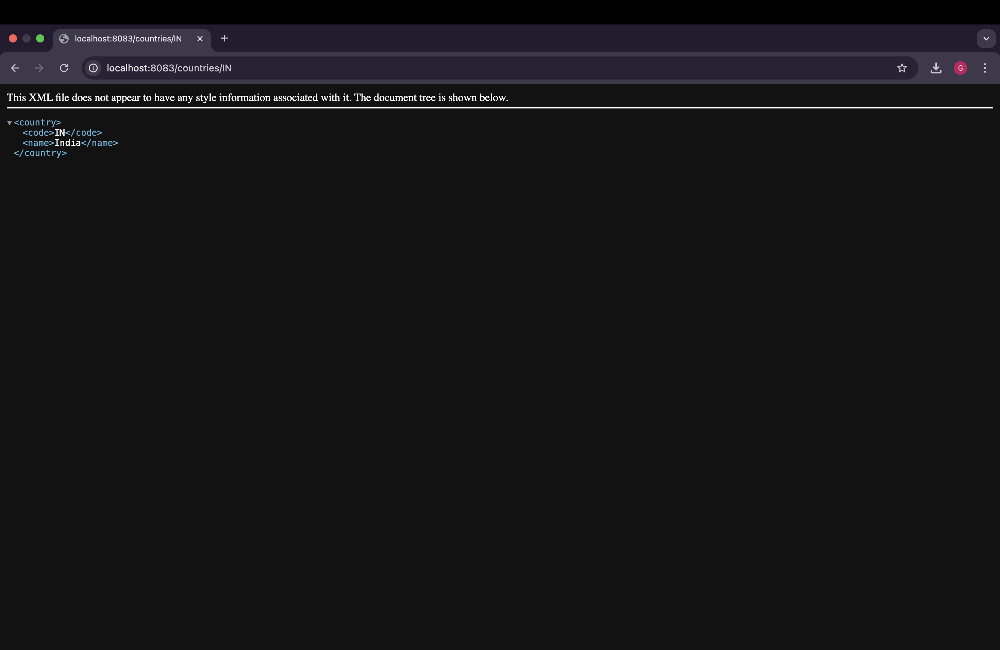 localhost:8083/countries/IN
localhost:8083/countries/IN
G
This XML file does not appear to have any style information associated with it. The document tree is shown below.
<country>
<code>IN</code>
<name>India</name>
</country>